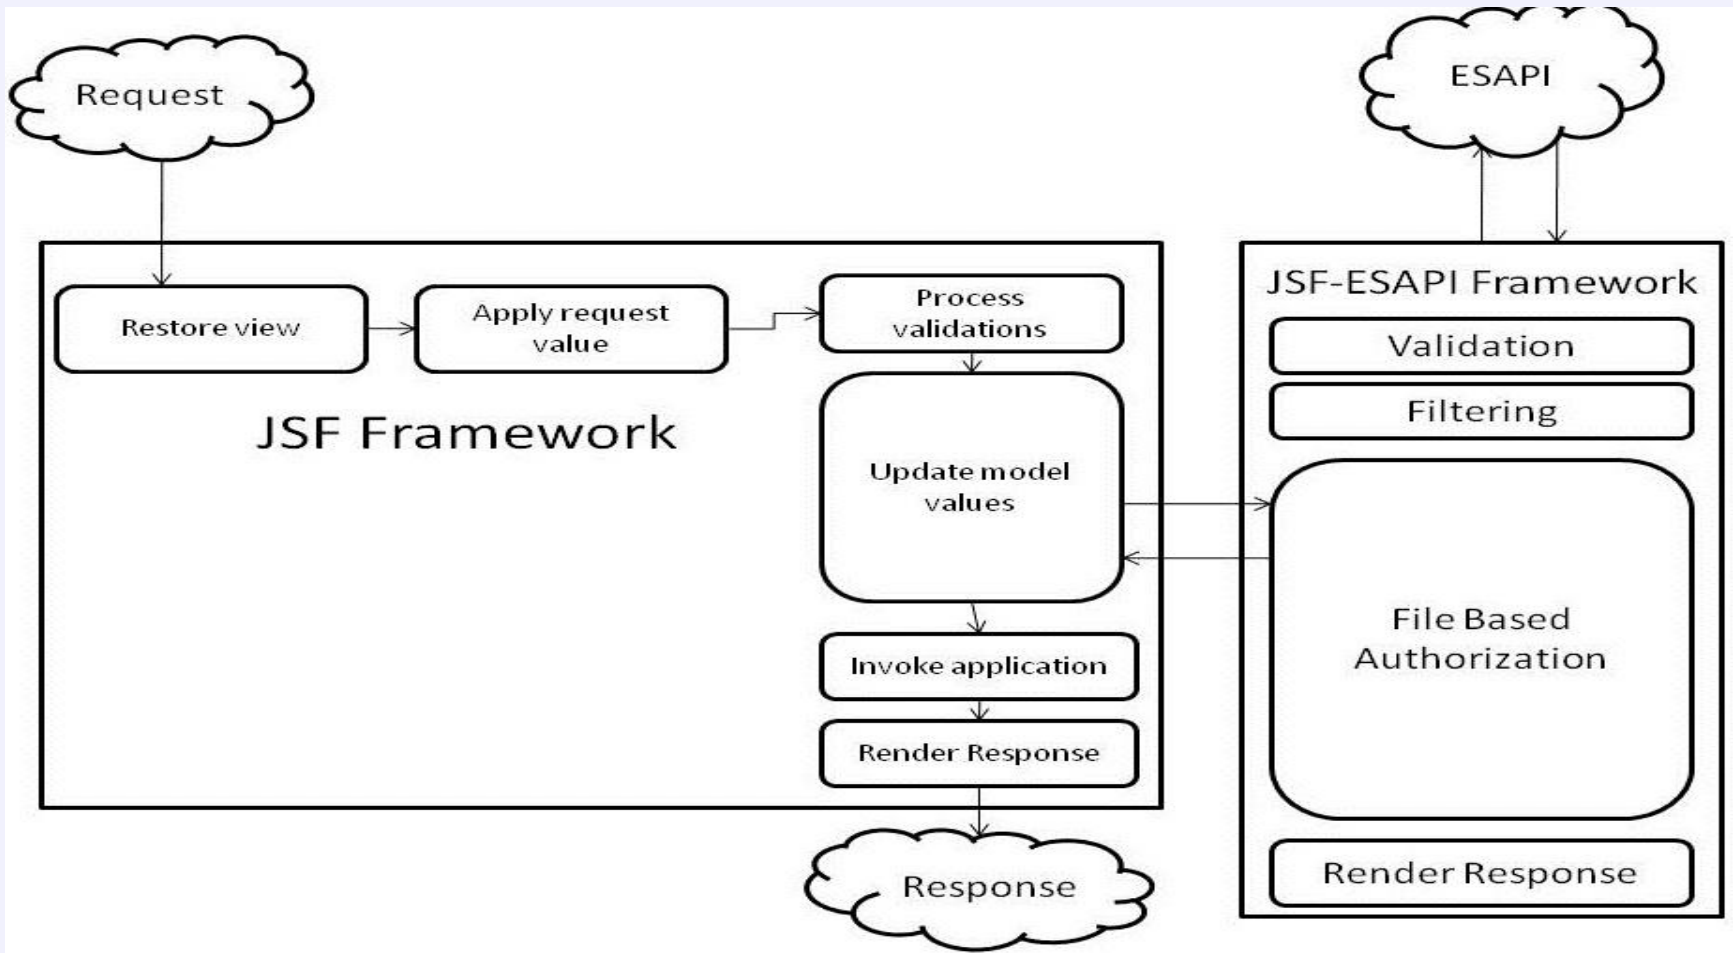 Request
ESAPI
Restore view
Apply request
value
Process
validations
JSF Framework
Update model
values
Invoke application
Render Response
Response
JSF-ESAPI Framework
Validation
Filtering
File Based
Authorization
Render Response